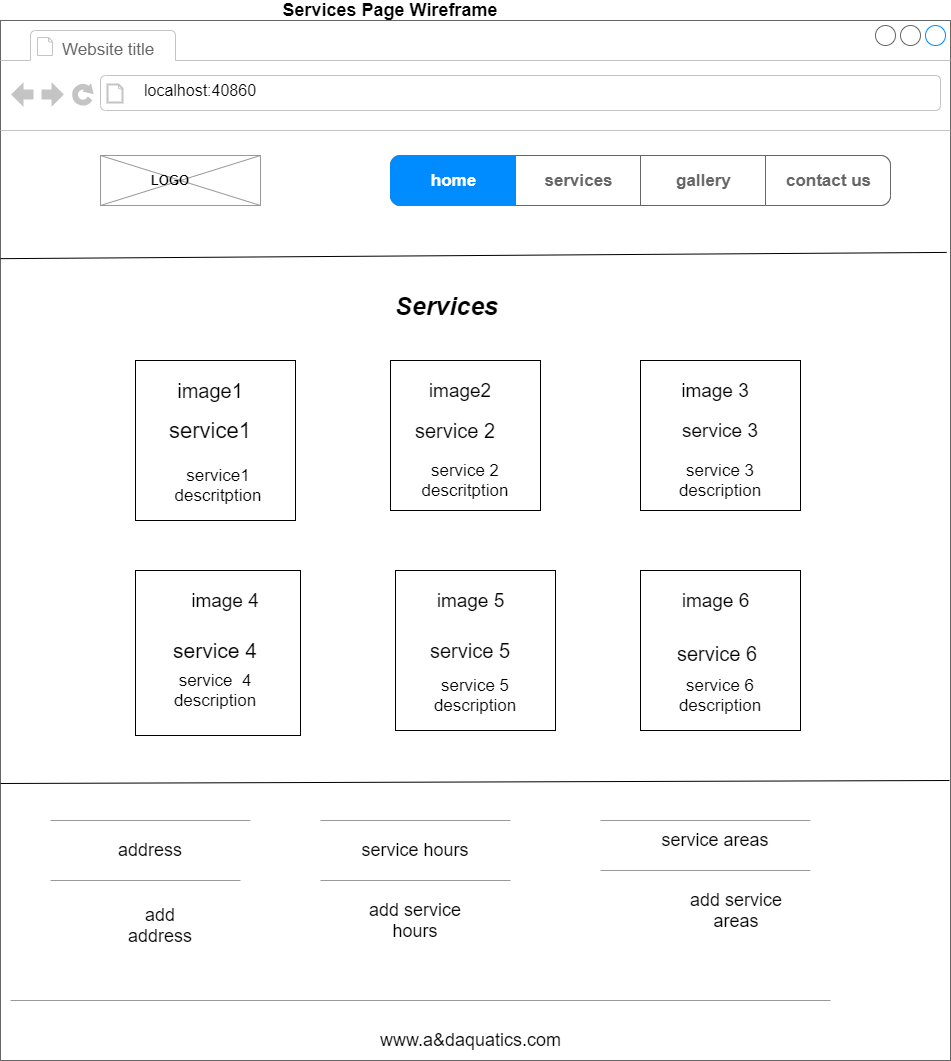 Services Page Wireframe
Website title
localhost:40860
LOGO
home
services
gallery
contact us
Services
image1
service1
service1
descritption
image2
service 2
service 2
descritption
image 3
service 3
service 3
description
image 4
service 4
service  4
description
image 5
service 5
service 5
description
image 6
service 6
service 6
description
address
service hours
service areas
add
address
add service
hours
add service
areas
www.a&daquatics.com